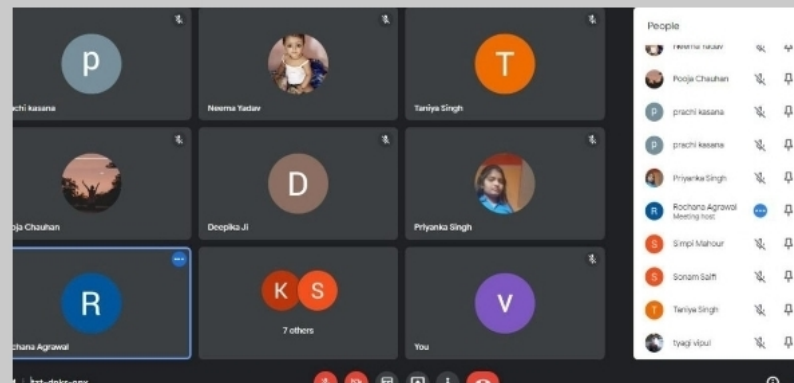 p
chi kasana
Neema Yadav
T
Taniya Singh
ja Chauhan
D
Deepika Ji
Priyanka Singh
R
chana Agrawal
K S
7 others
V
You
People
Neema Yadav
Pooja Chauhan
p
prachi kasana
p
prachi kasana
Priyanka Singh
R
Rochana Agrawal
Meeting host
S
Simpi Mahour
S
Sonam Saifi
T
Taniya Singh
tyagi vipul